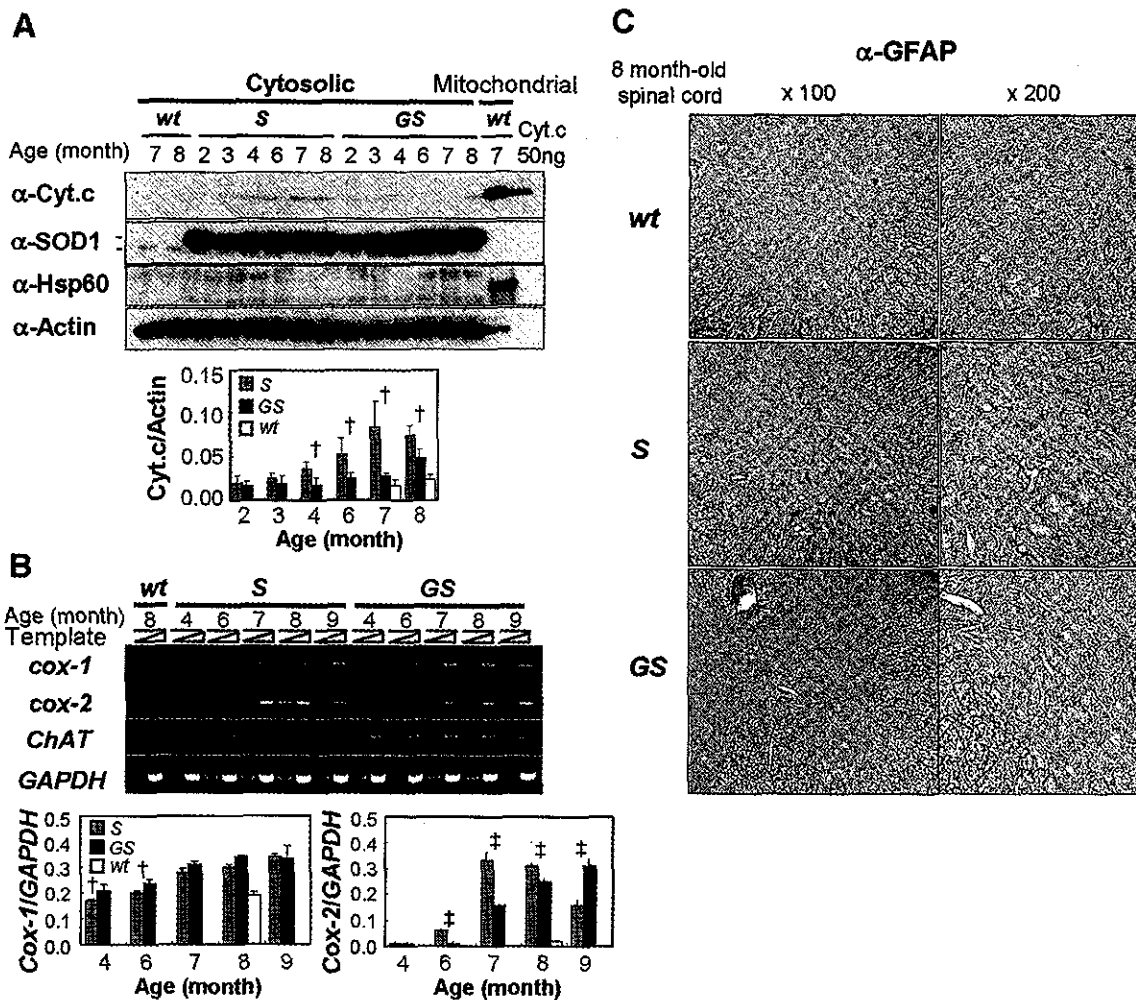 A
Cytosolic Mitochondrial
wt S GS wt Cyt.c
Age (month) 7 8 2 3 4 6 7 8 2 3 4 6 7 8 7 50ng
α-Cyt.c
α-SOD1
α-Hsp60
α-Actin
Cyt.c/Actin
0.15
0.10
0.05
0.00
S
GS
wt
† † † †
2 3 4 6 7 8
Age (month)
B
wt S GS
Age (month) 8 4 6 7 8 9 4 6 7 8 9
Template
cox-1
cox-2
ChAT
GAPDH
Cox-1/GAPDH
0.5
0.4
0.3
0.2
0.1
0.0
S
GS
wt
† †
4 6 7 8 9
Age (month)
Cox-2/GAPDH
0.5
0.4
0.3
0.2
0.1
0.0
‡ ‡ ‡ ‡
4 6 7 8 9
Age (month)
C
α-GFAP
8 month-old
spinal cord
x 100 x 200
wt
S
GS